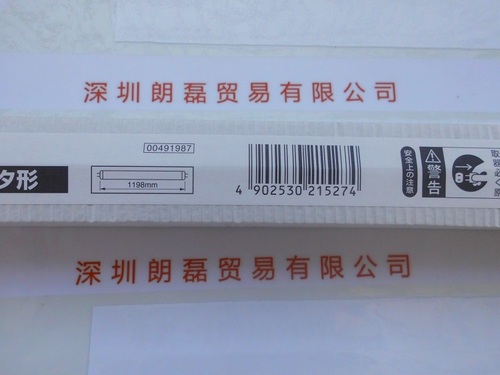 深圳朗磊贸易有限公司
タ形
00491987
1198mm
4 902530 215274
安全上の注意
警告
深圳朗磊贸易有限公司